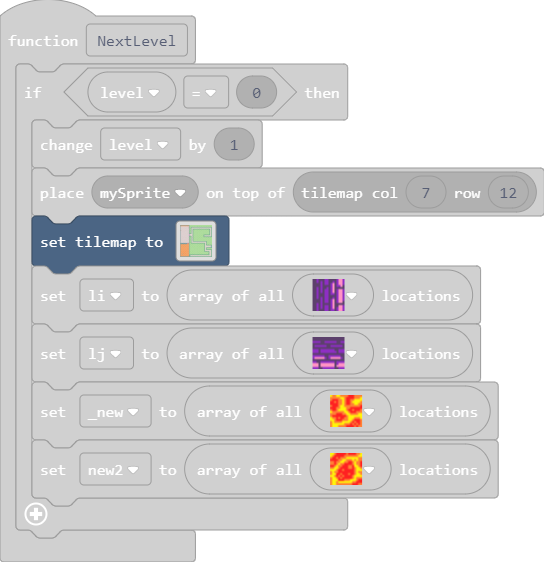 function NextLevel
if level = 0 then
change level by 1
place mySprite on top of tilemap col 7 row 12
set tilemap to
set li to array of all locations
set lj to array of all locations
set _new to array of all locations
set new2 to array of all locations